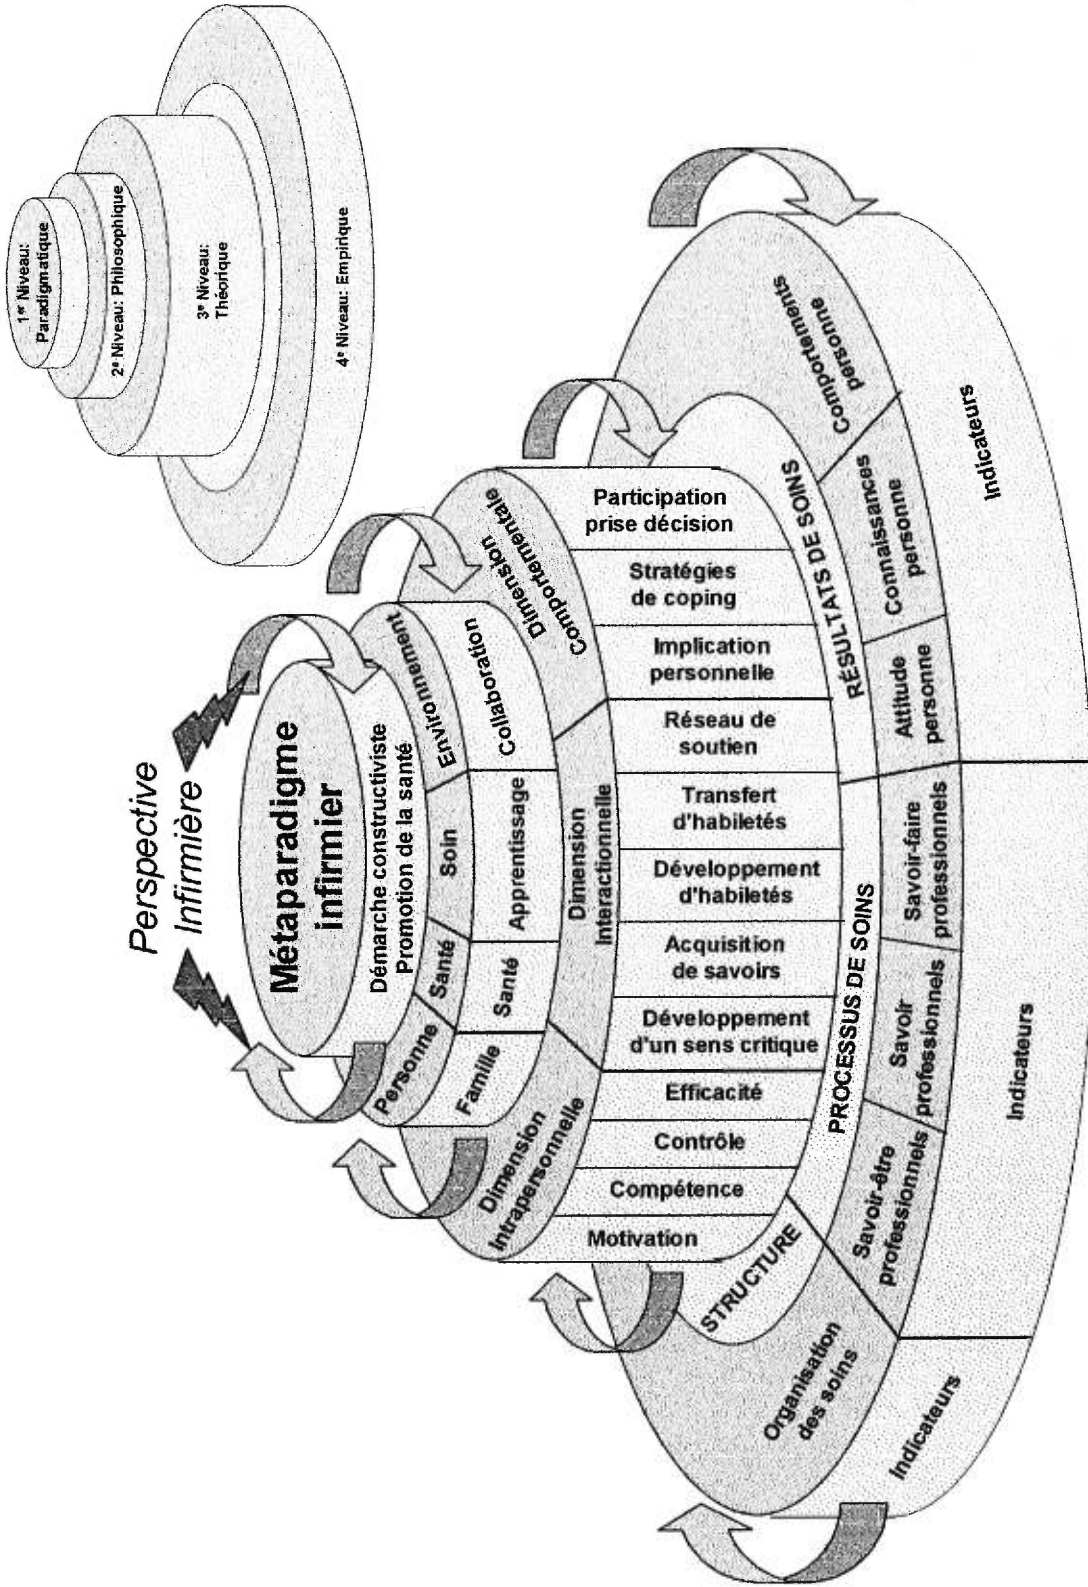 Perspective
Infirmière
Métaparadigme
infirmier
Démarche constructiviste
Promotion de la santé
Personne
Santé
Soin
Environnement
Famille
Santé
Apprentissage
Collaboration
Dimension
Intrapersonnelle
Dimension
Interactionnelle
Dimension
Comportementale
Motivation
Compétence
Contrôle
Efficacité
Développement
d'un sens critique
Acquisition
de savoirs
Développement
d'habiletés
Transfert
d'habiletés
Réseau de
soutien
Implication
personnelle
Stratégies
de coping
Participation
prise décision
STRUCTURE
PROCESSUS DE SOINS
RÉSULTATS DE SOINS
Organisation
des soins
Savoir-être
professionnels
Savoir
professionnels
Savoir-faire
professionnels
Attitude
personne
Connaissances
personne
Comportements
personne
Indicateurs
Indicateurs
Indicateurs
1er Niveau:
Paradigmatique
2e Niveau: Philosophique
3e Niveau:
Théorique
4e Niveau: Empirique